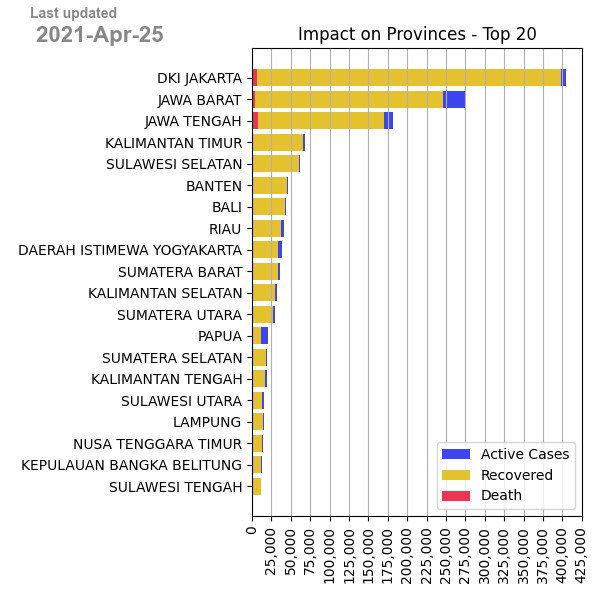 Last updated
2021-Apr-25
Impact on Provinces - Top 20
DKI JAKARTA
JAWA BARAT
JAWA TENGAH
KALIMANTAN TIMUR
SULAWESI SELATAN
BANTEN
BALI
RIAU
DAERAH ISTIMEWA YOGYAKARTA
SUMATERA BARAT
KALIMANTAN SELATAN
SUMATERA UTARA
PAPUA
SUMATERA SELATAN
KALIMANTAN TENGAH
SULAWESI UTARA
LAMPUNG
NUSA TENGGARA TIMUR
KEPULAUAN BANGKA BELITUNG
SULAWESI TENGAH
Active Cases
Recovered
Death
0
25,000
50,000
75,000
100,000
125,000
150,000
175,000
200,000
225,000
250,000
275,000
300,000
325,000
350,000
375,000
400,000
425,000